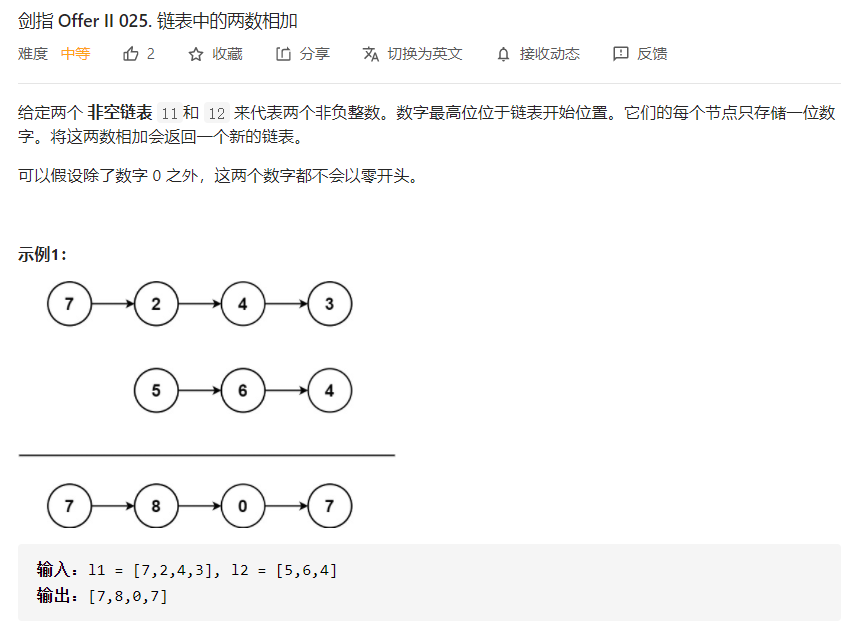 剑指 Offer II 025. 链表中的两数相加
难度 中等 2 收藏 分享 切换为英文 接收动态 反馈
给定两个 非空链表 l1 和 l2 来代表两个非负整数。数字最高位位于链表开始位置。它们的每个节点只存储一位数
字。将这两数相加会返回一个新的链表。
可以假设除了数字 0 之外，这两个数字都不会以零开头。
示例1：
7 2 4 3
5 6 4
7 8 0 7
输入：l1 = [7,2,4,3], l2 = [5,6,4]
输出：[7,8,0,7]